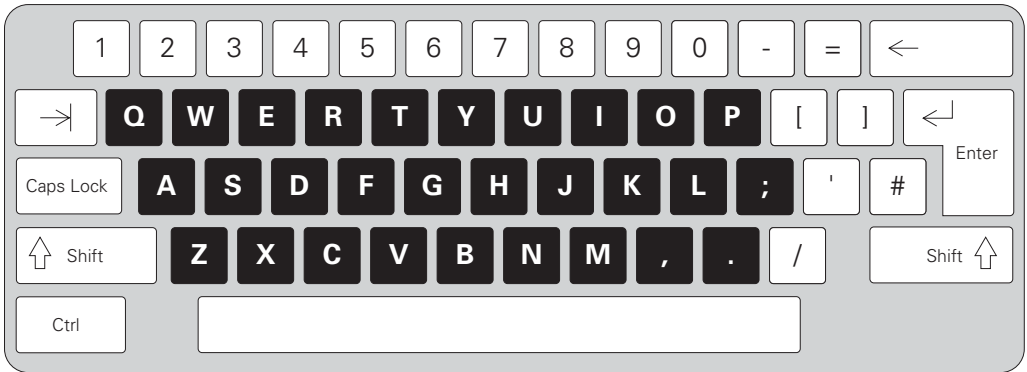 1 2 3 4 5 6 7 8 9 0 - =
Q W E R T Y U I O P [ ]
Enter
Caps Lock A S D F G H J K L ; ' #
Shift Z X C V B N M , . / Shift
Ctrl